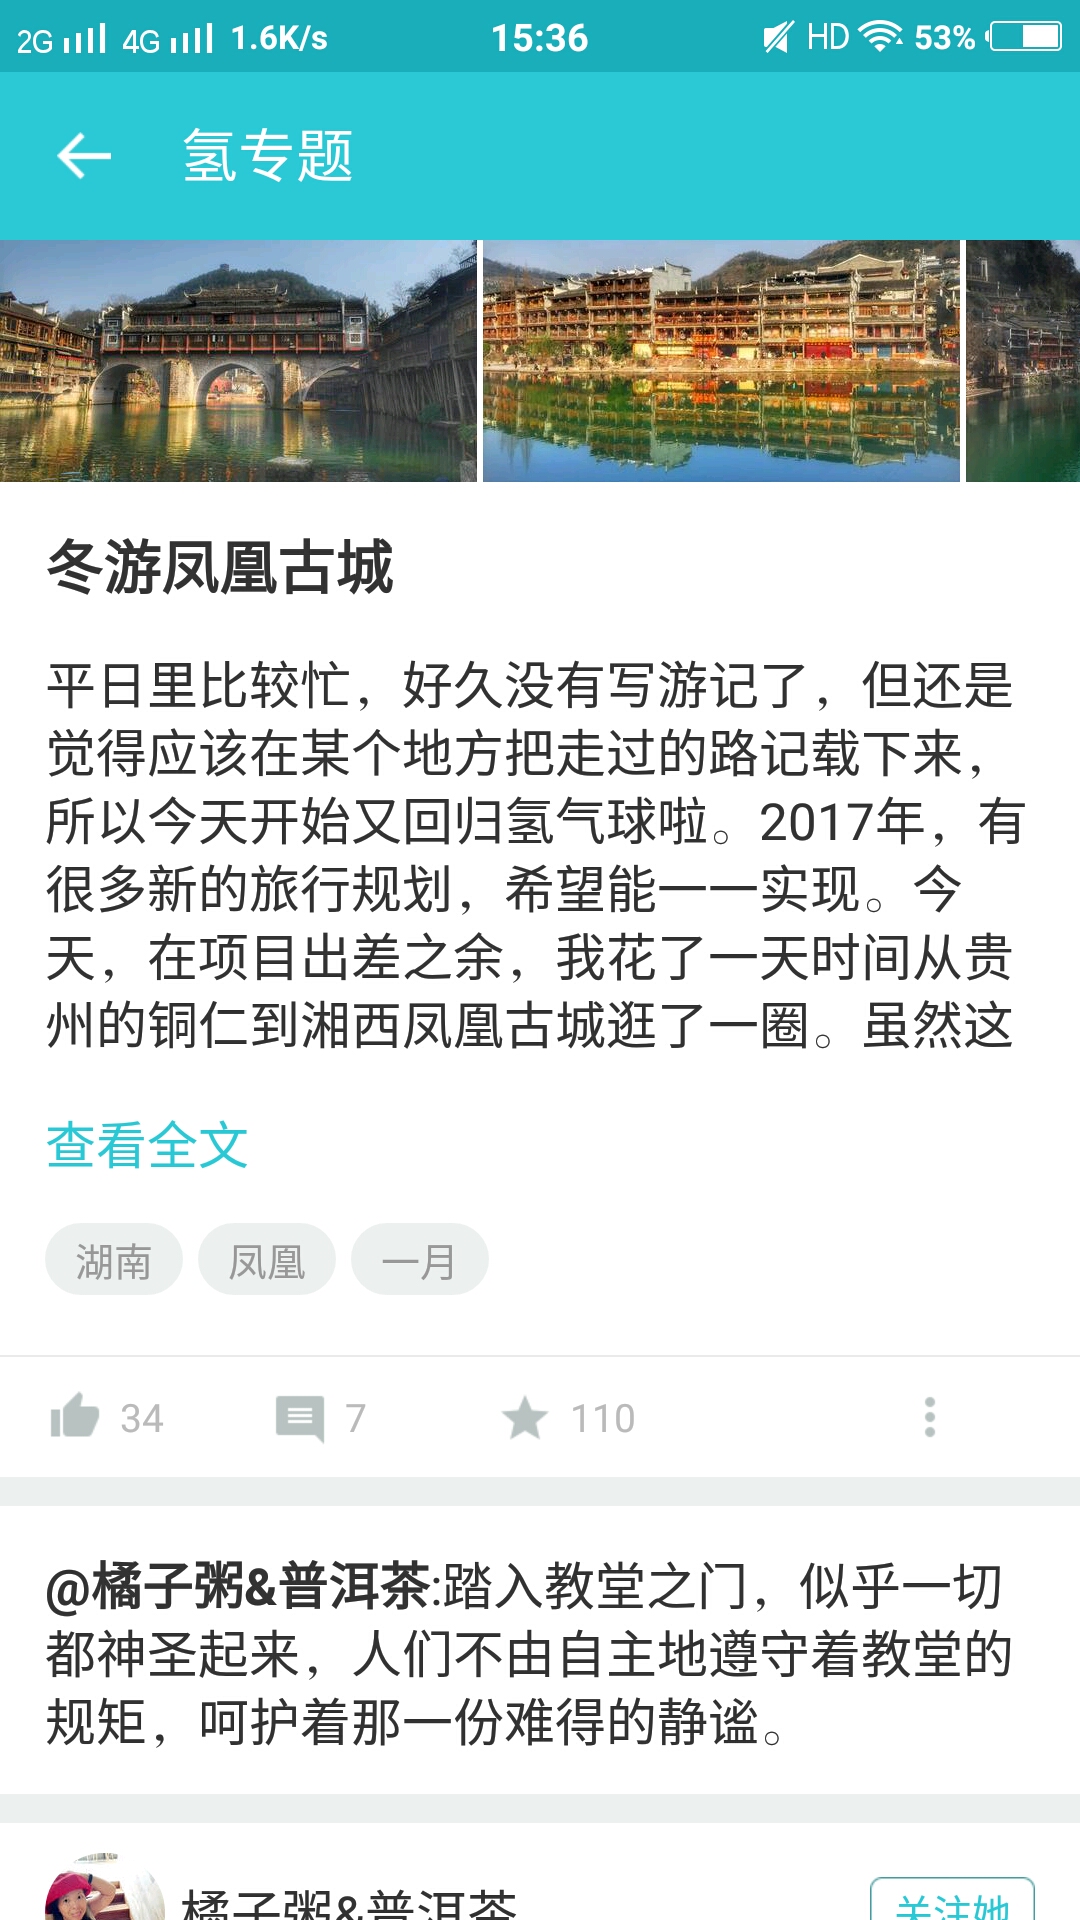 2G 4G 1.6K/s 15:36 HD 53%
氢专题
冬游凤凰古城
平日里比较忙，好久没有写游记了，但还是
觉得应该在某个地方把走过的路记载下来，
所以今天开始又回归氢气球啦。2017年，有
很多新的旅行规划，希望能一一实现。今
天，在项目出差之余，我花了一天时间从贵
州的铜仁到湘西凤凰古城逛了一圈。虽然这
查看全文
湖南 凤凰 一月
34 7 110
@橘子粥&普洱茶:踏入教堂之门，似乎一切
都神圣起来，人们不由自主地遵守着教堂的
规矩，呵护着那一份难得的静谧。
橘子粥&普洱茶 关注她